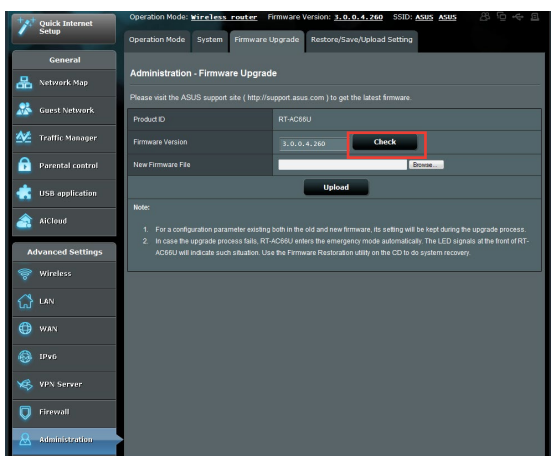 Quick Internet
Setup
Operation Mode: Wireless router Firmware Version: 3.0.0.4.260 SSID: ASUS ASUS
Operation Mode System Firmware Upgrade Restore/Save/Upload Setting
General
Network Map
Guest Network
Traffic Manager
Parental control
USB application
AiCloud
Advanced Settings
Wireless
LAN
WAN
IPv6
VPN Server
Firewall
Administration
Administration - Firmware Upgrade
Please visit the ASUS support site ( http://support.asus.com ) to get the latest firmware.
Product ID RT-AC66U
Firmware Version 3.0.0.4.260 Check
New Firmware File Browse...
Upload
Note:
1. For a configuration parameter existing both in the old and new firmware, its setting will be kept during the upgrade process.
2. In case the upgrade process fails, RT-AC66U enters the emergency mode automatically. The LED signals at the front of RT-
AC66U will indicate such situation. Use the Firmware Restoration utility on the CD to do system recovery.